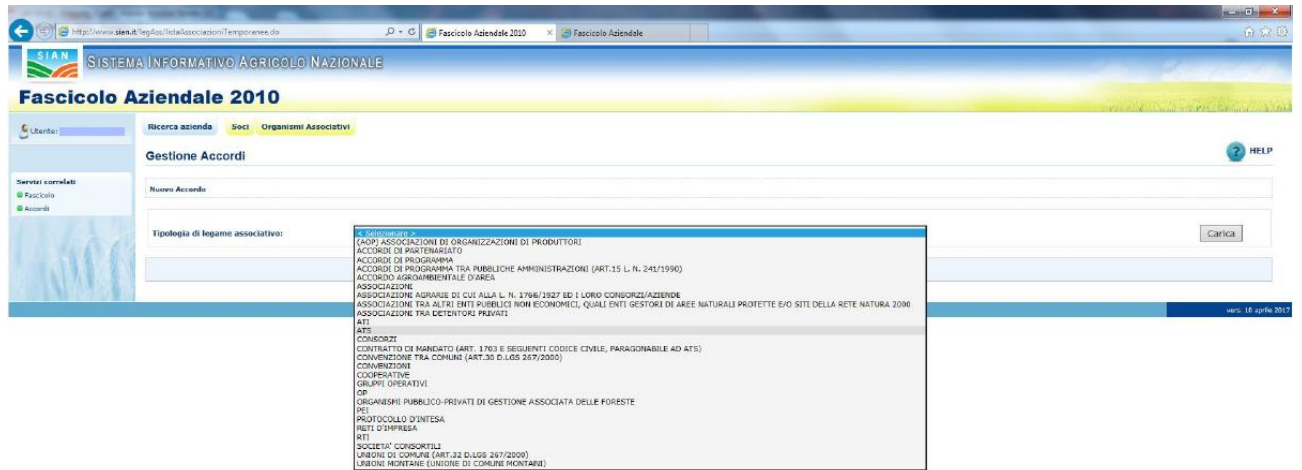 http://www.sian.it/legAss/listaAssociazioniTemporanee.do
Fascicolo Aziendale 2010
Fascicolo Aziendale
SIAN
SISTEMA INFORMATIVO AGRICOLO NAZIONALE
Fascicolo Aziendale 2010
Utente:
Ricerca azienda Soci Organismi Associativi
Gestione Accordi
HELP
Servizi correlati
Fascicolo
Accordi
Nuovo Accordo
Tipologia di legame associativo:
Carica
< Selezionare >
(AOP) ASSOCIAZIONI DI ORGANIZZAZIONI DI PRODUTTORI
ACCORDI DI PARTENARIATO
ACCORDI DI PROGRAMMA
ACCORDI DI PROGRAMMA TRA PUBBLICHE AMMINISTRAZIONI (ART.15 L. N. 241/1990)
ACCORDO AGROAMBIENTALE D'AREA
ASSOCIAZIONI
ASSOCIAZIONI AGRARIE DI CUI ALLA L. N. 1766/1927 ED I LORO CONSORZI/AZIENDE
ASSOCIAZIONI TRA ALTRI ENTI PUBBLICI NON ECONOMICI, QUALI ENTI GESTORI DI AREE NATURALI PROTETTE E/O SITI DELLA RETE NATURA 2000
ASSOCIAZIONI TRA DETENTORI PRIVATI
ATI
ATS
CONSORZI
CONTRATTO DI MANDATO (ART. 1703 E SEGUENTI CODICE CIVILE, PARAGONABILE AD ATS)
CONVENZIONE TRA COMUNI (ART.30 D.LGS 267/2000)
CONVENZIONI
COOPERATIVE
GRUPPI OPERATIVI
OP
ORGANISMI PUBBLICO-PRIVATI DI GESTIONE ASSOCIATA DELLE FORESTE
PEI
PROTOCOLLO D'INTESA
RETI D'IMPRESA
RTI
SOCIETA' CONSORTILI
UNIONI DI COMUNI (ART.32 D.LGS 267/2000)
UNIONI MONTANE (UNIONE DI COMUNI MONTAINI)
vers. 10 aprile 2017